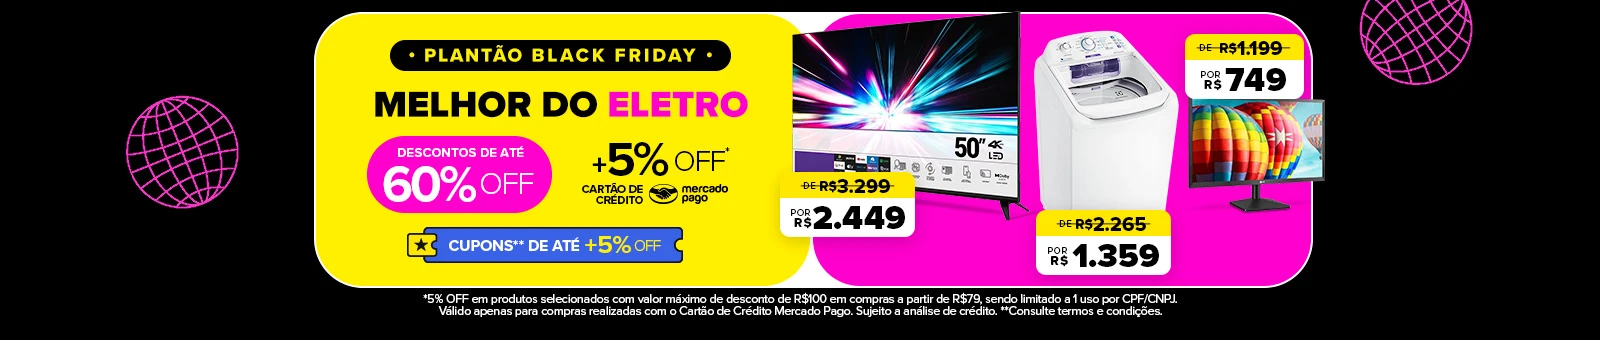 • PLANTÃO BLACK FRIDAY •
MELHOR DO ELETRO
DESCONTOS DE ATÉ
60% OFF
+5% OFF*
CARTÃO DE CRÉDITO mercado pago
CUPONS** DE ATÉ +5% OFF
50" 4K LED
DE R$3.299
POR R$ 2.449
DE R$2.265
POR R$ 1.359
DE R$1.199
POR R$ 749
*5% OFF em produtos selecionados com valor máximo de desconto de R$100 em compras a partir de R$79, sendo limitado a 1 uso por CPF/CNPJ.
Válido apenas para compras realizadas com o Cartão de Crédito Mercado Pago. Sujeito a análise de crédito. **Consulte termos e condições.